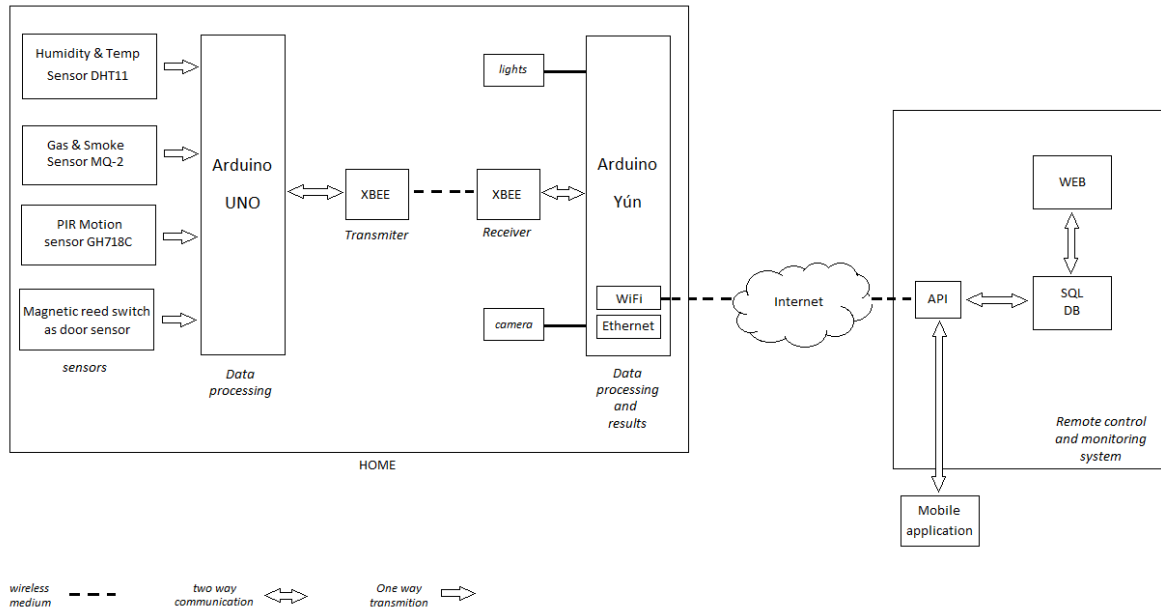 Humidity & Temp
Sensor DHT11
Gas & Smoke
Sensor MQ-2
PIR Motion
sensor GH718C
Magnetic reed switch
as door sensor
sensors
Arduino
UNO
Data
processing
XBEE
Transmiter
XBEE
Receiver
lights
camera
Arduino
Yún
WiFi
Ethernet
Data
processing
and
results
HOME
Internet
API
WEB
SQL
DB
Remote control
and monitoring
system
Mobile
application
wireless
medium
two way
communication
One way
transmition